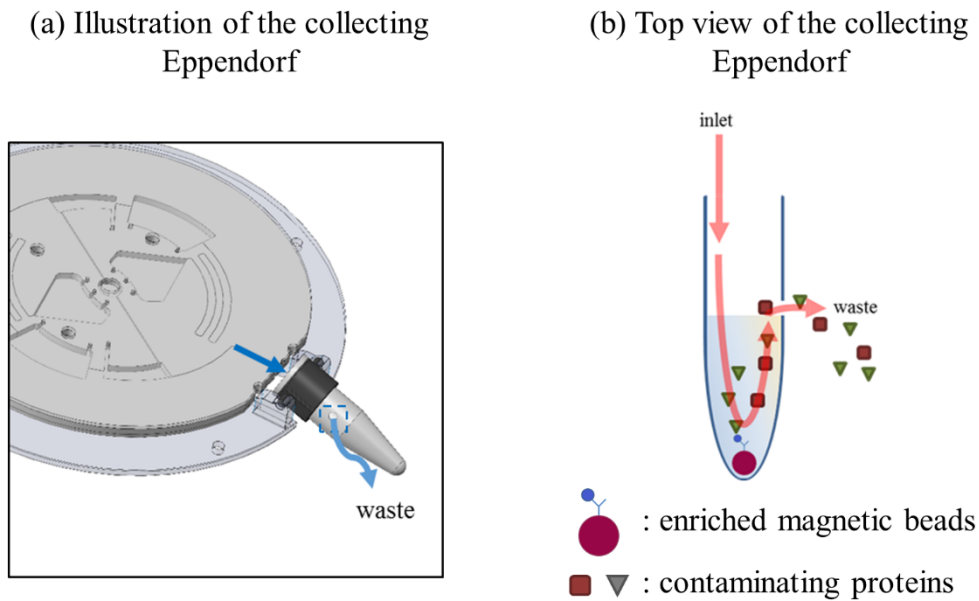 (a) Illustration of the collecting
Eppendorf
(b) Top view of the collecting
Eppendorf
waste
inlet
waste
: enriched magnetic beads
: contaminating proteins